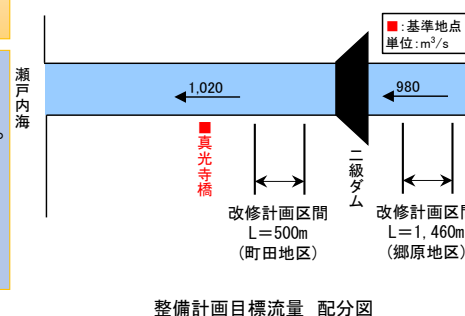 ■:基準地点
単位:m³/s
瀬戸内海
1,020
980
■真光寺橋
二級ダム
改修計画区間
L=500m
(町田地区)
改修計画区間
L=1,460m
(郷原地区)
整備計画目標流量 配分図